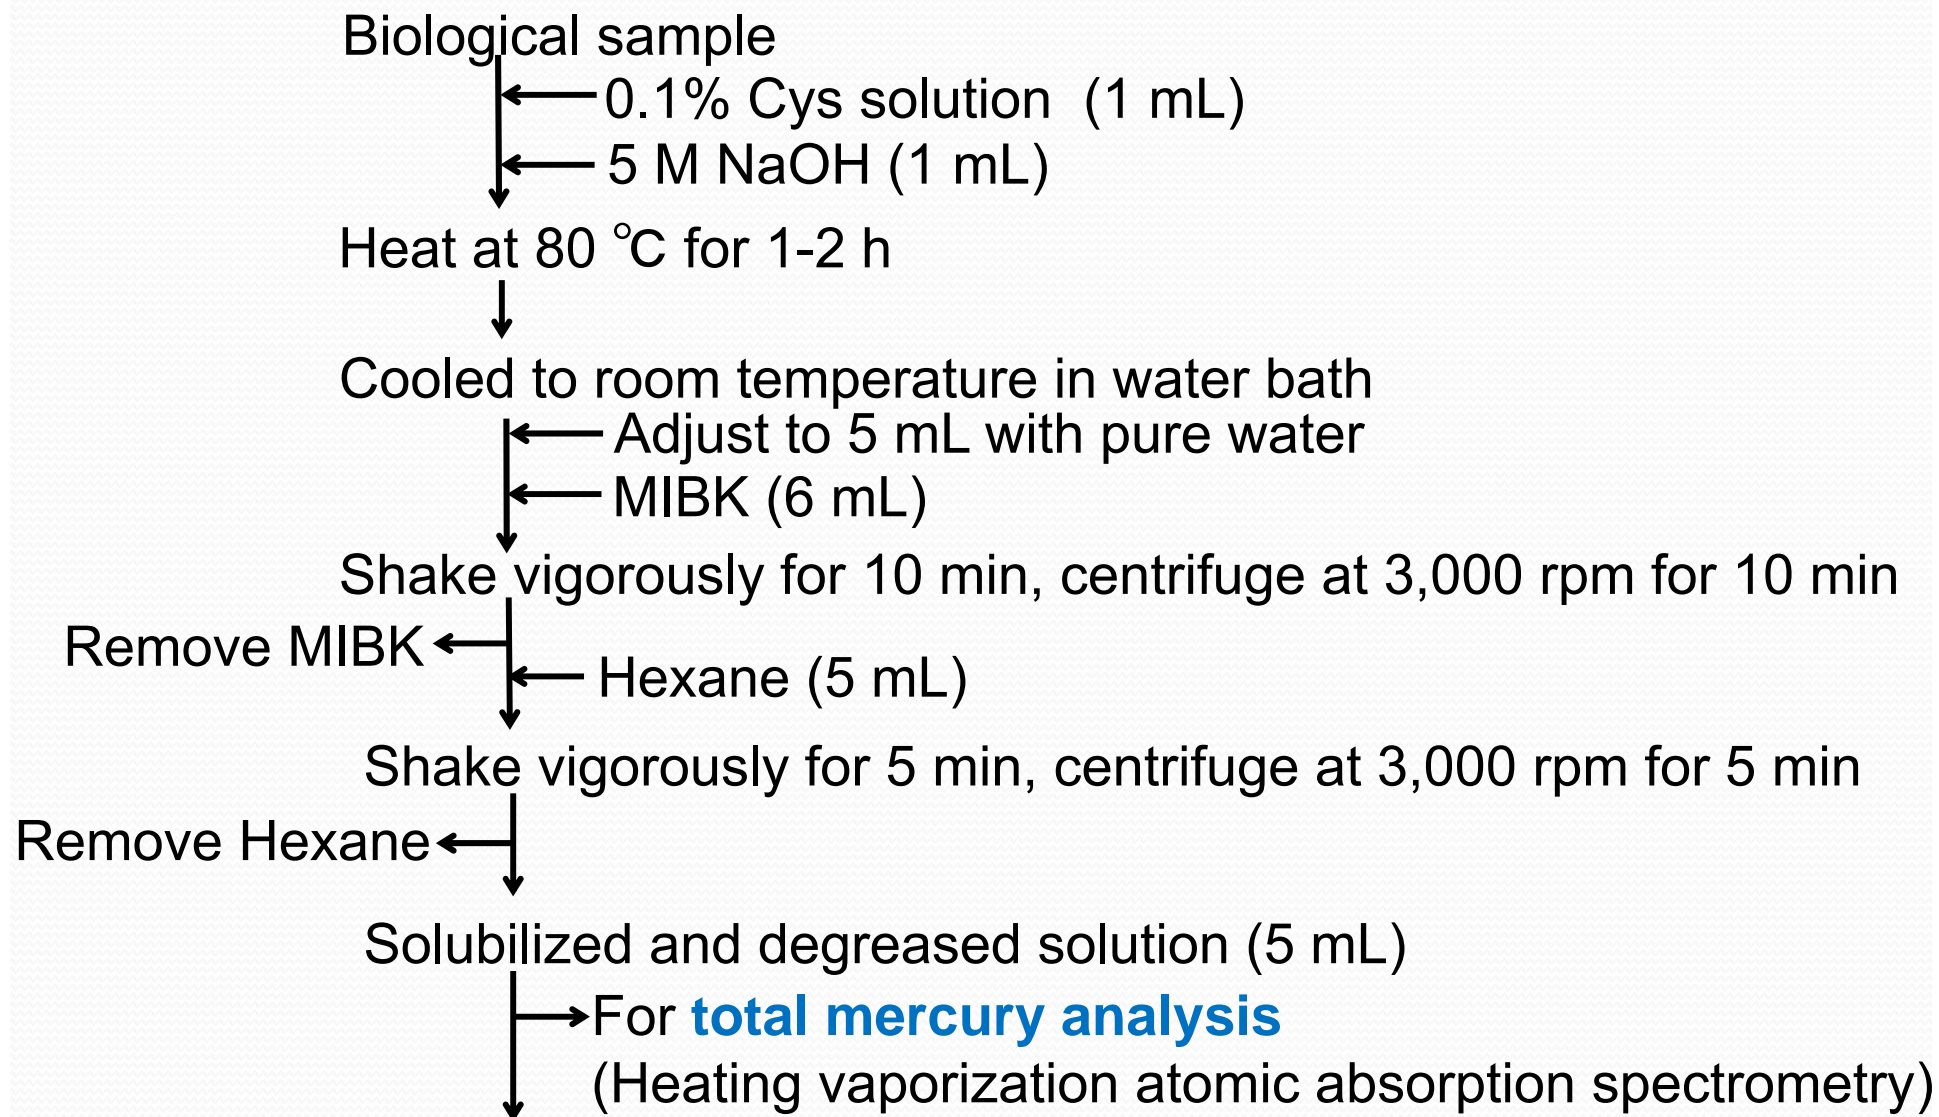 Biological sample
0.1% Cys solution (1 mL)
5 M NaOH (1 mL)
Heat at 80 ℃ for 1-2 h
Cooled to room temperature in water bath
Adjust to 5 mL with pure water
MIBK (6 mL)
Shake vigorously for 10 min, centrifuge at 3,000 rpm for 10 min
Remove MIBK
Hexane (5 mL)
Shake vigorously for 5 min, centrifuge at 3,000 rpm for 5 min
Remove Hexane
Solubilized and degreased solution (5 mL)
For total mercury analysis
(Heating vaporization atomic absorption spectrometry)